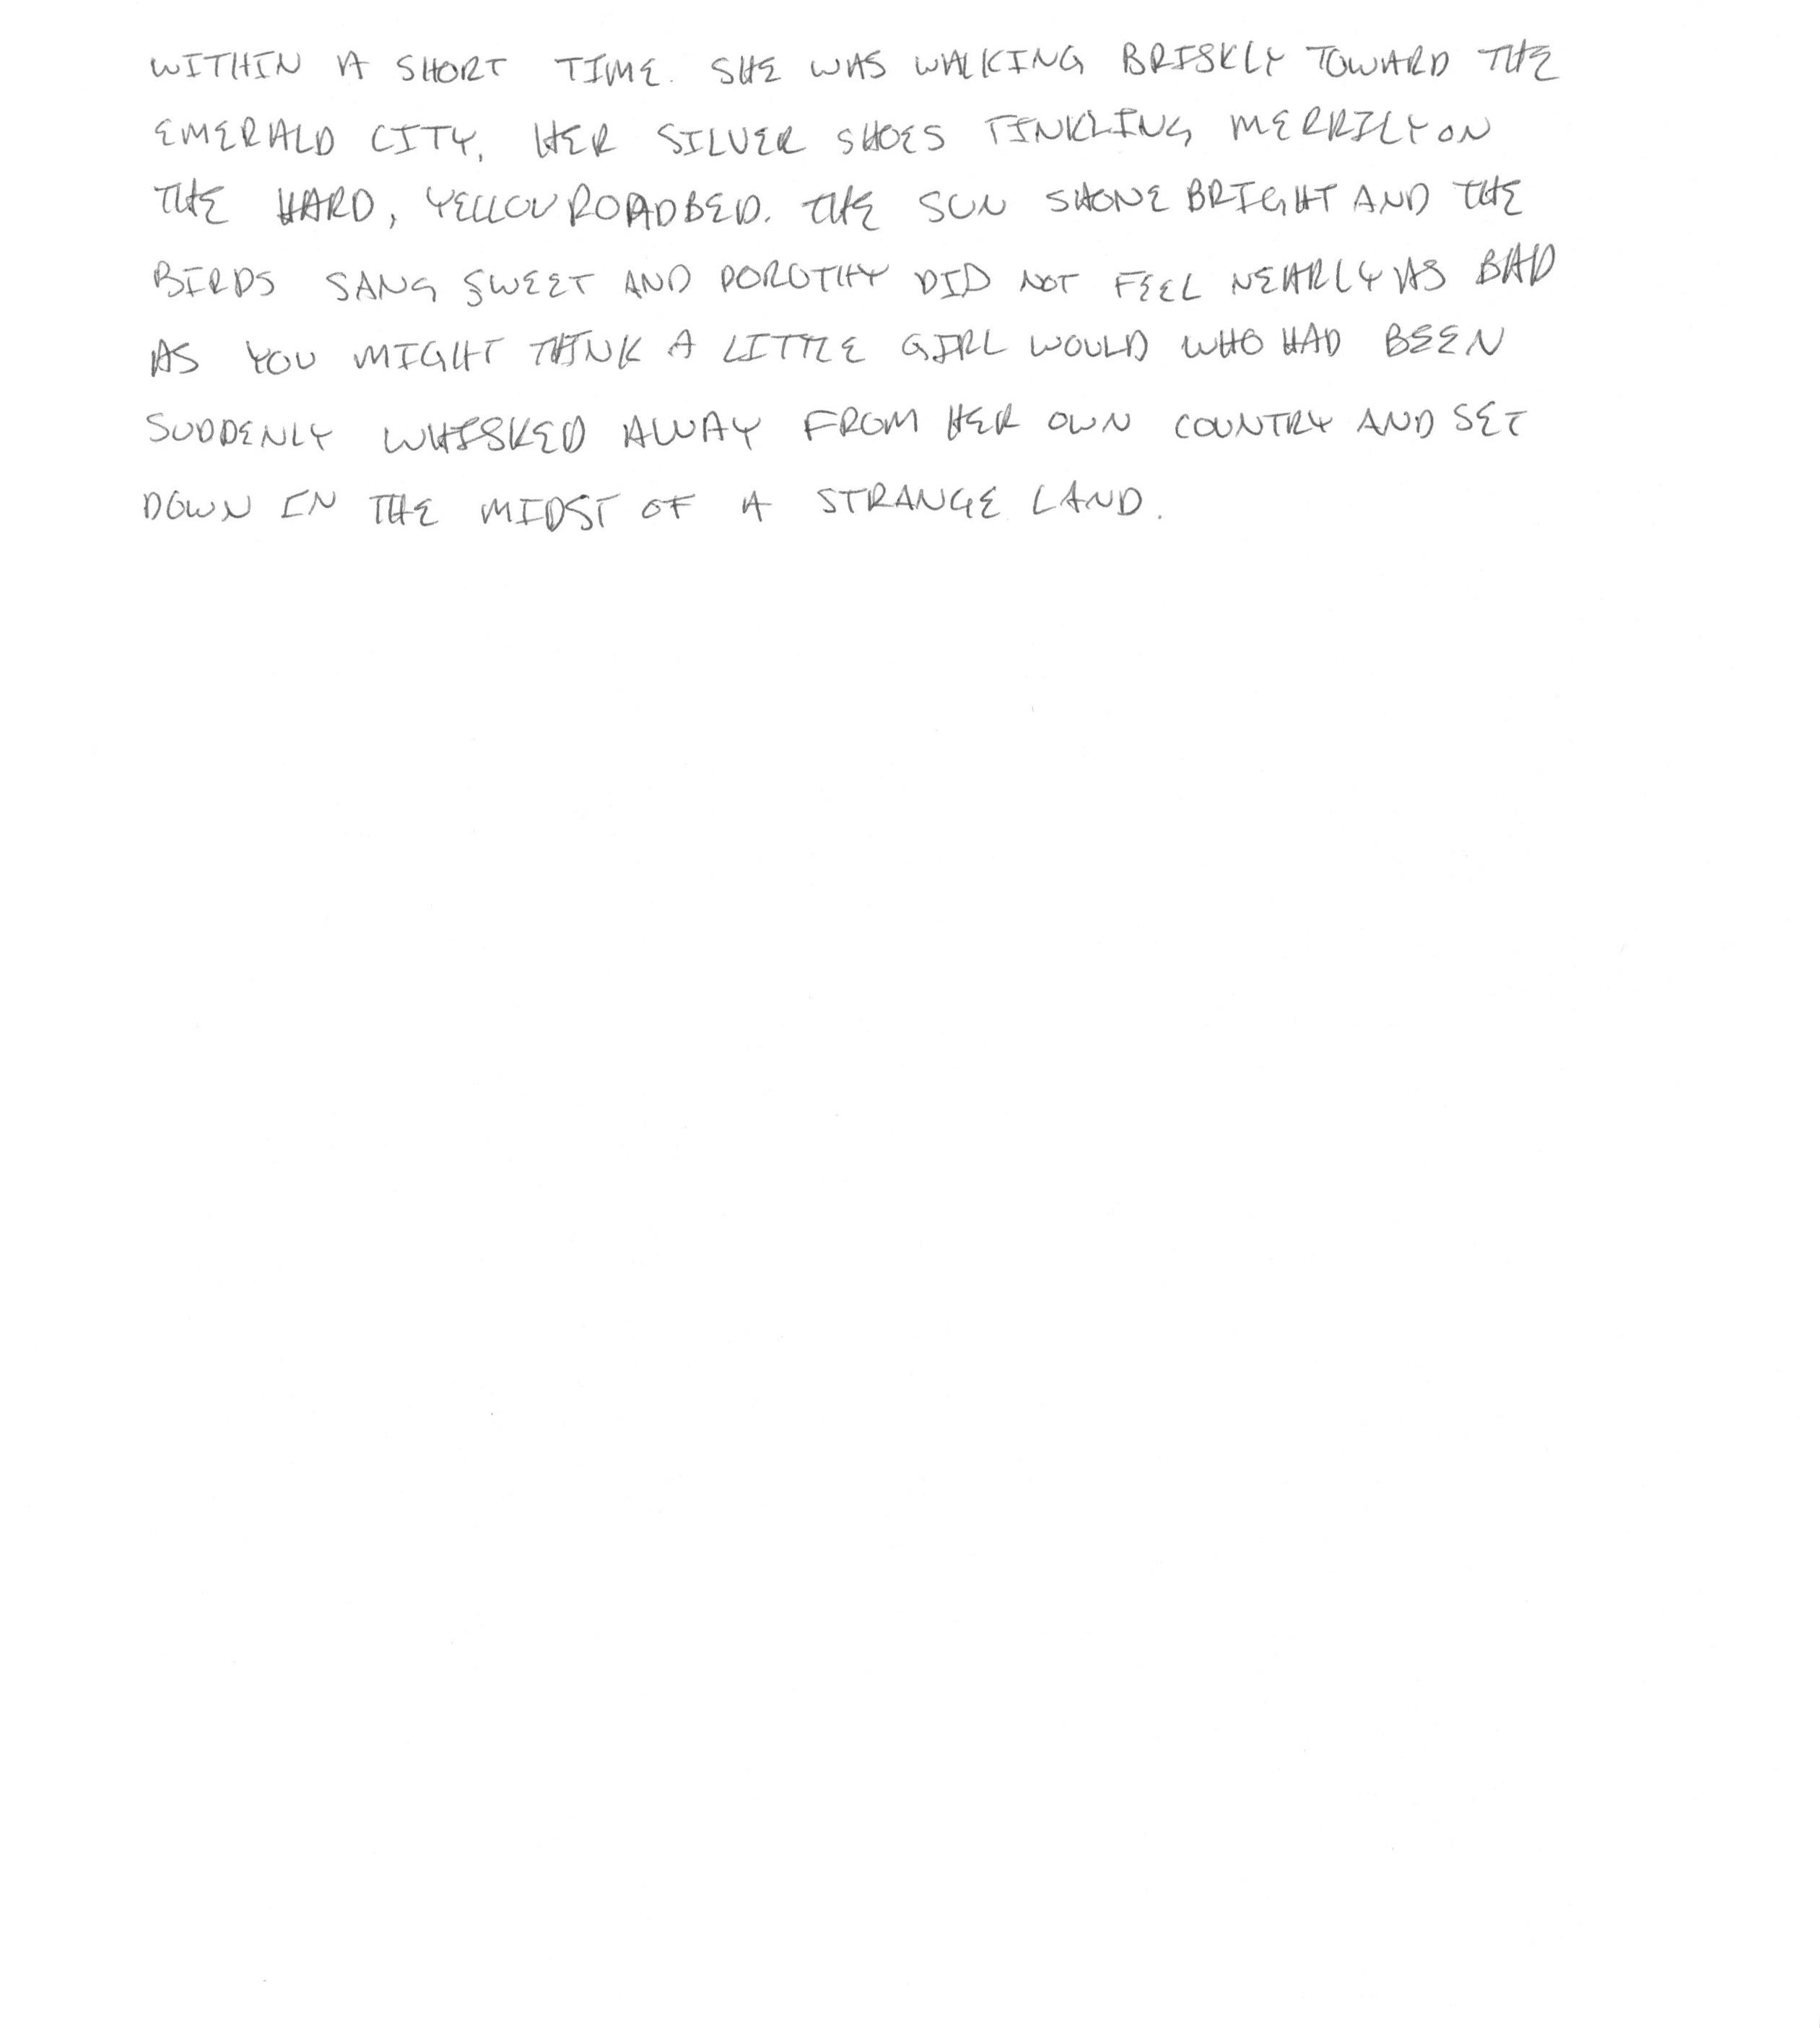 WITHIN A SHORT TIME. SHE WAS WALKING BRISKLY TOWARD THE
EMERALD CITY, HER SILVER SHOES TINKLING MERRILY ON
THE HARD, YELLOW ROADBED. THE SUN SHONE BRIGHT AND THE
BIRDS SANG SWEET AND DOROTHY DID NOT FEEL NEARLY AS BAD
AS YOU MIGHT THINK A LITTLE GIRL WOULD WHO HAD BEEN
SUDDENLY WHISKED AWAY FROM HER OWN COUNTRY AND SET
DOWN IN THE MIDST OF A STRANGE LAND.